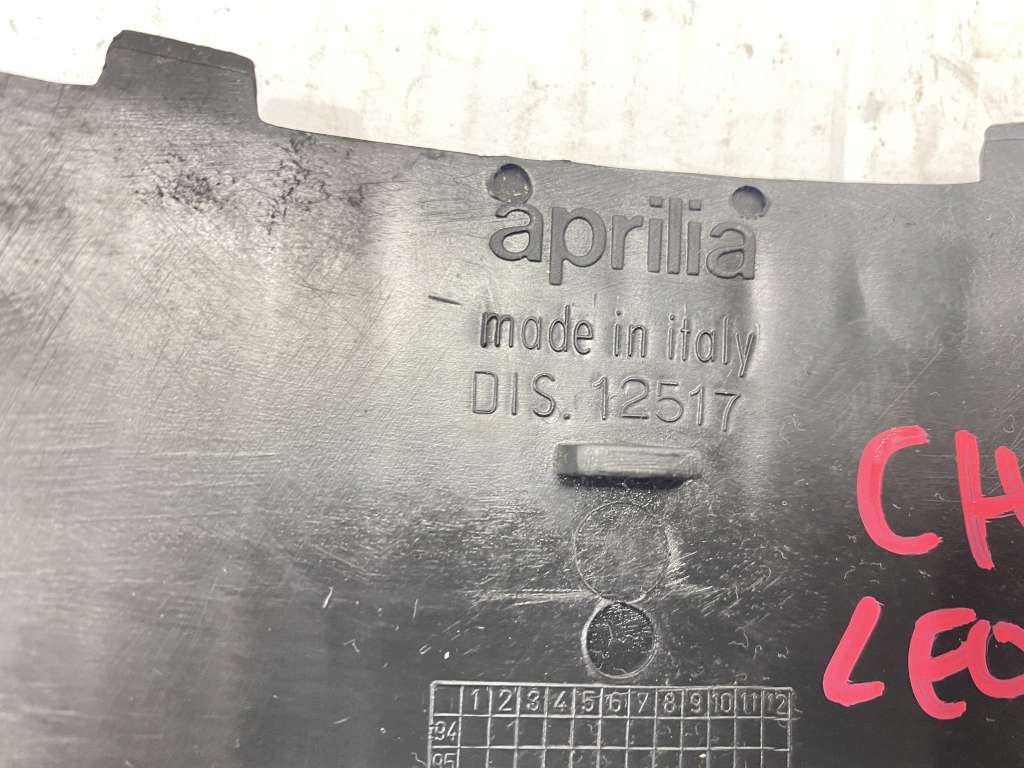 aprilia
made in italy
DIS. 12517
CH
LEO
1 2 3 4 5 6 7 8 9 10 11 12
94
95